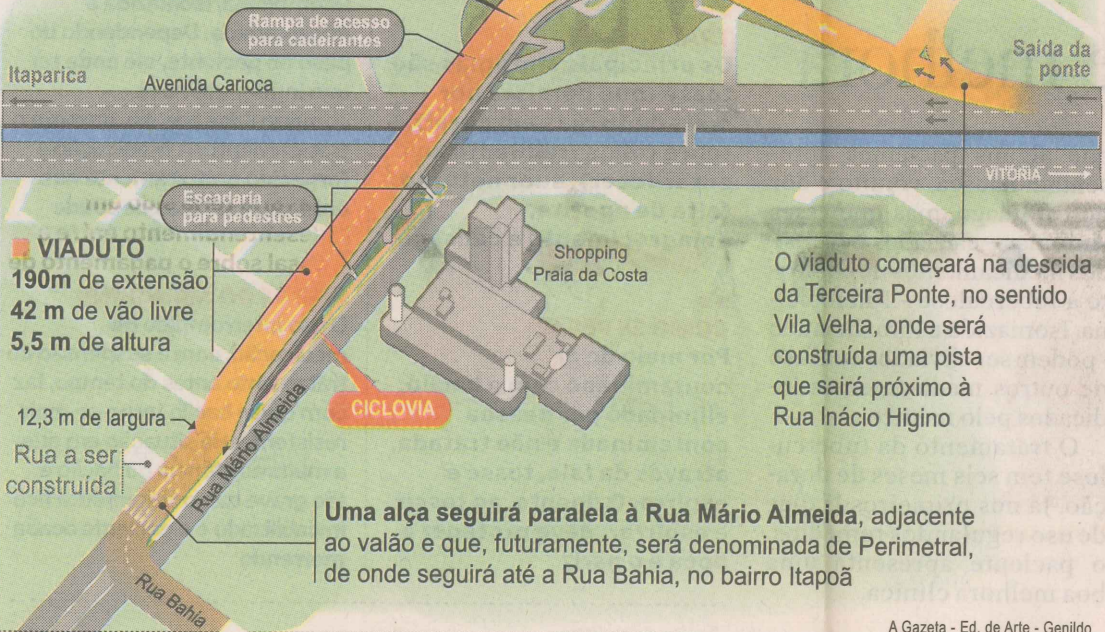 Rampa de acesso
para cadeirantes
Itaparica
Avenida Carioca
Saída da
ponte
VITÓRIA
Escadaria
para pedestres
VIADUTO
190m de extensão
42 m de vão livre
5,5 m de altura
Shopping
Praia da Costa
O viaduto começará na descida
da Terceira Ponte, no sentido
Vila Velha, onde será
construída uma pista
que sairá próximo à
Rua Inácio Higino
12,3 m de largura
CICLOVIA
Rua Mário Almeida
Rua a ser
construída
Uma alça seguirá paralela à Rua Mário Almeida, adjacente
ao valão e que, futuramente, será denominada de Perimetral,
de onde seguirá até a Rua Bahia, no bairro Itapoã
Rua Bahia
A Gazeta - Ed. de Arte - Genildo